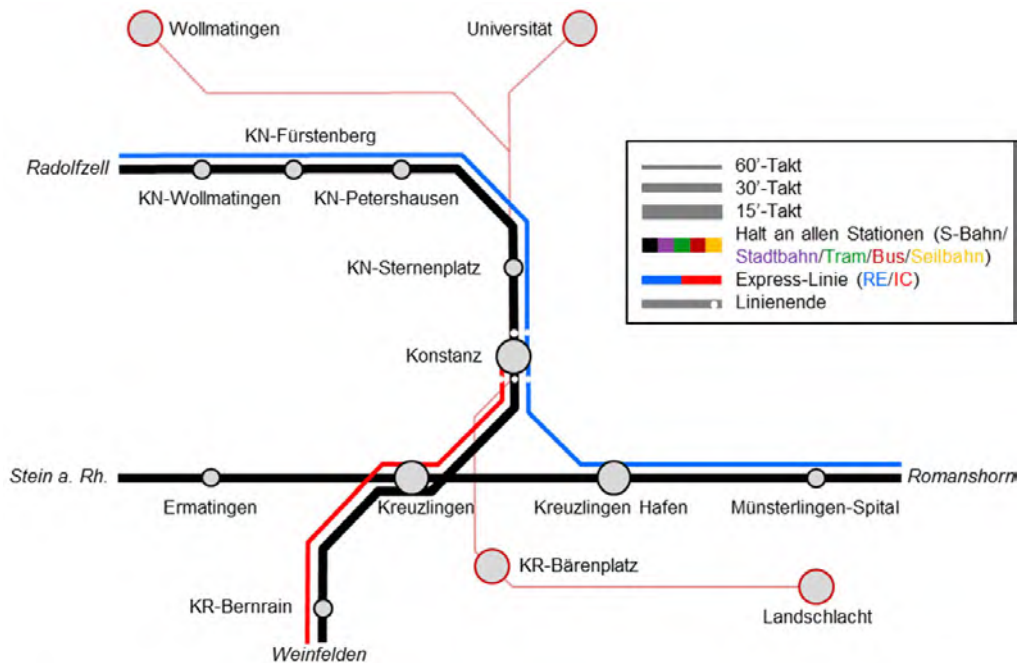 Wollmatingen
Universität
KN-Fürstenberg
Radolfzell
KN-Wollmatingen
KN-Petershausen
KN-Sternenplatz
Konstanz
60'-Takt
30'-Takt
15'-Takt
Halt an allen Stationen (S-Bahn/
Stadtbahn/Tram/Bus/Seilbahn)
Express-Linie (RE/IC)
Linienende
Stein a. Rh.
Romanshorn
Ermatingen
Kreuzlingen
Kreuzlingen Hafen
Münsterlingen-Spital
KR-Bärenplatz
KR-Bernrain
Landschlacht
Weinfelden